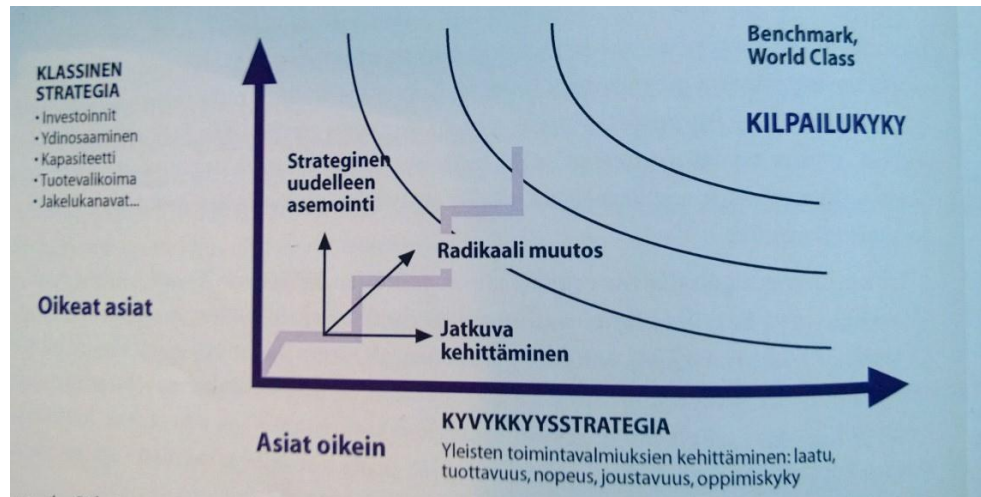 KLASSINEN
STRATEGIA
• Investoinnit
• Ydinosaaminen
• Kapasiteetti
• Tuotevalikoima
• Jakelukanavat...
Oikeat asiat
Strateginen
uudelleen
asemointi
Radikaali muutos
Jatkuva
kehittäminen
Benchmark,
World Class
KILPAILUKYKY
Asiat oikein
KYVYKKYYSSTRATEGIA
Yleisten toimintavalmiuksien kehittäminen: laatu,
tuottavuus, nopeus, joustavuus, oppimiskyky